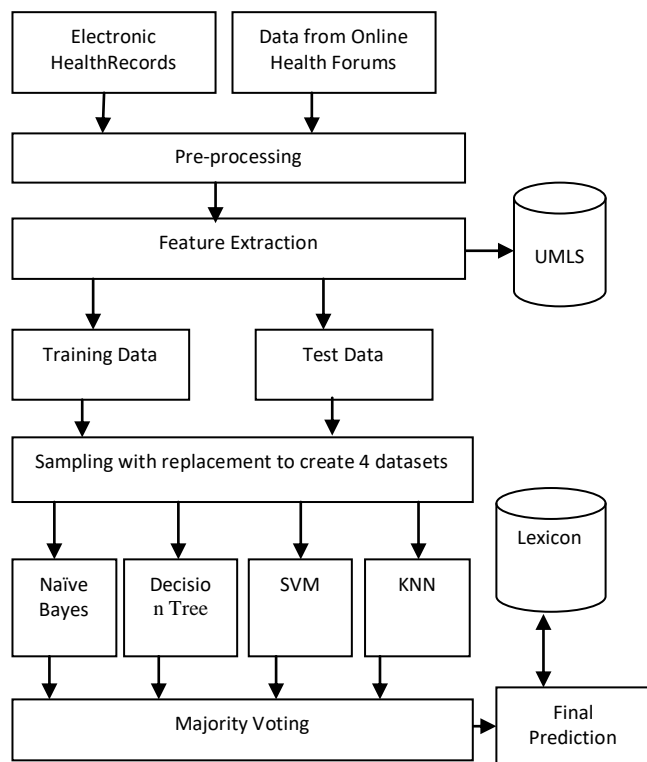 Electronic
HealthRecords
Data from Online
Health Forums
Pre-processing
Feature Extraction
UMLS
Training Data
Test Data
Sampling with replacement to create 4 datasets
Lexicon
Naïve
Bayes
Decisio
n Tree
SVM
KNN
Majority Voting
Final
Prediction